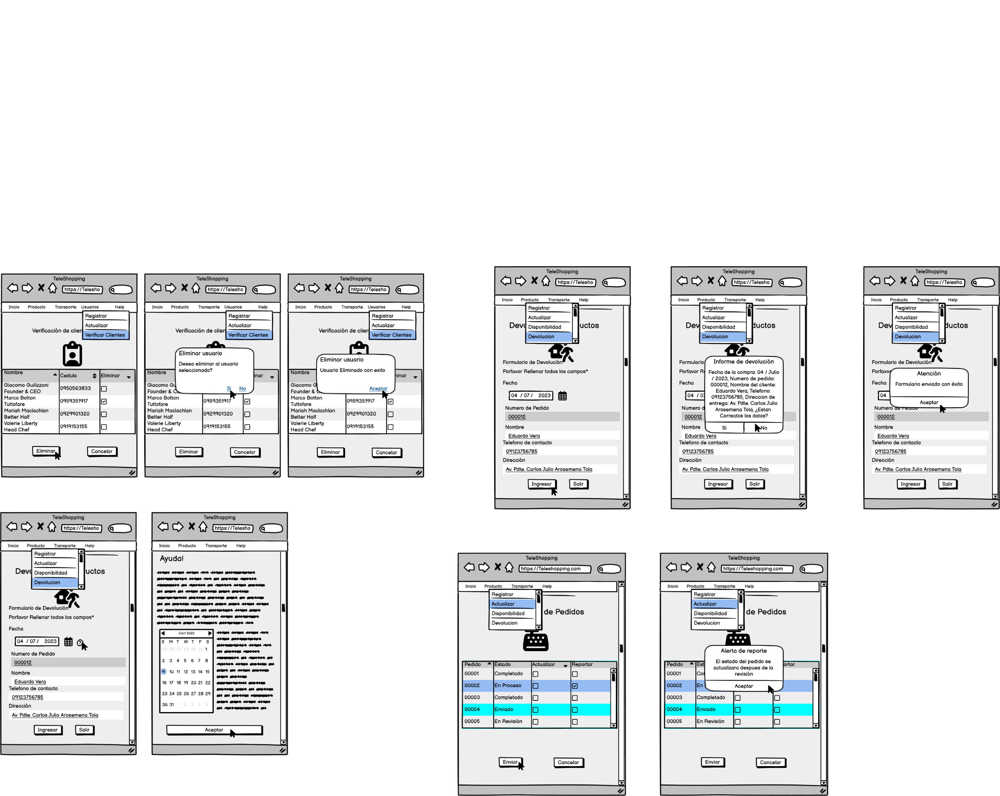 TeleShopping
https://Telesho
Inicio Producto Transporte Usuarios Help
Registrar
Actualizar
Verificar Clientes
Verificación de clien
Nombre Cedula Eliminar
Giacomo Guilizzoni
Founder & CEO 0950563833
Marco Botton
Tuttofare 0959351917
Mariah Maclachlan
Better Half 0929901320
Valerie Liberty
Head Chef 0919153155
Eliminar Cancelar
TeleShopping
https://Telesho
Inicio Producto Transporte Usuarios Help
Registrar
Actualizar
Verificar Clientes
Verificación de clien
Eliminar usuario
Desea eliminar al usuario
seleccionado?
Si No
Nombre inar
Giacomo Gu
Founder & C
Marco Botton
Tuttofare 0959351917
Mariah Maclachlan
Better Half 0929901320
Valerie Liberty
Head Chef 0919153155
Eliminar Cancelar
TeleShopping
https://Telesho
Inicio Producto Transporte Usuarios Help
Registrar
Actualizar
Verificar Clientes
Verificación de clien
Eliminar usuario
Usuario Eliminado con exito
Aceptar
Nombre inar
Giacomo G
Founder & C
Marco Botton
Tuttofare 0959351917
Mariah Maclachlan
Better Half 0929901320
Valerie Liberty
Head Chef 0919153155
Eliminar Cancelar
TeleShopping
https://Telesho
Inicio Producto Transporte Help
Registrar
Actualizar
Disponibilidad
Devolucion
Devo uctos
Formulario de Devolución
Porfavor Rellenar todos los campos*
Fecha
04 / 07 / 2023
Numero de Pedido
000012
Nombre
Eduardo Vera
Telefono de contacto
09123756785
Dirección
Av. Pdte. Carlos Julio Arosemena Tola
Ingresar Salir
TeleShopping
https://Telesho
Inicio Producto Transporte Help
Registrar
Actualizar
Disponibilidad
Devolucion
Dev ductos
Formulario
Porfavor R
Fecha
04 / 07
Informe de devolución
Fecha de la compra: 04 / Julio
/ 2023, Numero de pedido:
000012, Nombre del cliente:
Eduardo Vera, Telefono:
09123756785, Direccion de
entrega: Av. Pdte. Carlos Julio
Arosemena Tola, ¿Estan
Correctos los datos?
Si No
Numero d
000012
Nombre
Eduardo Vera
Telefono de contacto
09123756785
Dirección
Av. Pdte. Carlos Julio Arosemena Tola
Ingresar Salir
TeleShopping
https://Telesho
Inicio Producto Transporte Help
Registrar
Actualizar
Disponibilidad
Devolucion
Dev ductos
Formulario de Devolución
Porfavor
Fecha
04
Atención
Formulario enviado con éxito
Aceptar
Numero de Pedido
000012
Nombre
Eduardo Vera
Telefono de contacto
09123756785
Dirección
Av. Pdte. Carlos Julio Arosemena Tola
Ingresar Salir
TeleShopping
https://Telesho
Inicio Producto Transporte Help
Registrar
Actualizar
Disponibilidad
Devolucion
Devo uctos
Formulario de Devolución
Porfavor Rellenar todos los campos*
Fecha
04 / 07 / 2023 ?
Numero de Pedido
000012
Nombre
Eduardo Vera
Telefono de contacto
09123756785
Dirección
Av. Pdte. Carlos Julio Arosemena Tola
Ingresar Salir
TeleShopping
https://Telesho
Inicio Producto Transporte Help
Ayuda!
JULY 2023
S M T W T F S
25 26 27 28 29 30 1
2 3 4 5 6 7 8
9 10 11 12 13 14 15
16 17 18 19 20 21 22
23 24 25 26 27 28 29
30 31 1 2 3 4 5
Aceptar
TeleShopping
https://Teleshopping.com
Inicio Producto Transporte Help
Registrar
Actualizar
Disponibilidad
Devolucion
de Pedidos
Pedido Estado Actualizar Reportar
00001 Completado
00002 En Proceso
00003 Completado
00004 Enviado
00005 En Revisión
Enviar Cancelar
TeleShopping
https://Teleshopping.com
Inicio Producto Transporte Help
Registrar
Actualizar
Disponibilidad
Devolucion
de Pedidos
Alerta de reporte
El estado del pedido se
actualizara despues de la
revisión
Aceptar
Pedido Est ortar
00001 Co
00002 En
00003 Completado
00004 Enviado
00005 En Revisión
Enviar Cancelar